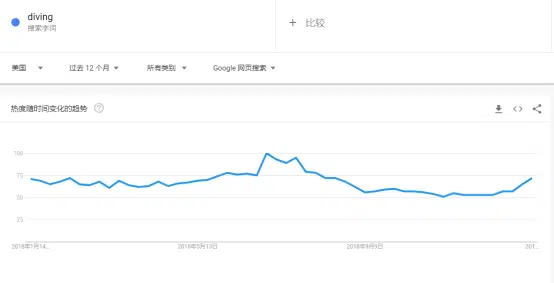 diving
搜索字词
+ 比较
美国
过去 12 个月
所有类别
Google 网页搜索
热度随时间变化的趋势
100
75
50
25
2018年1月14...
2018年5月13日
2018年9月9日
201...